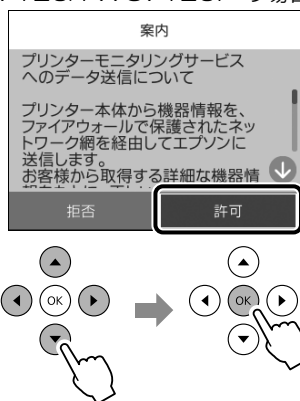 案内
プリンターモニタリングサービス
へのデータ送信について
プリンター本体から機器情報を、
ファイアウォールで保護されたネッ
トワーク網を経由してエプソンに
送信します。
お客様から取得する詳細な機器情
拒否
許可
OK
OK